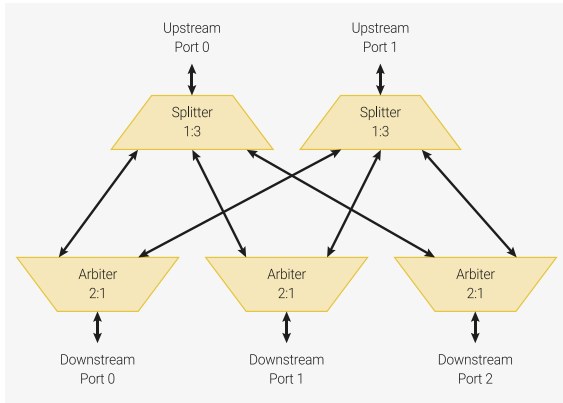 Upstream
Port 0
Upstream
Port 1
Splitter
1:3
Splitter
1:3
Arbiter
2:1
Arbiter
2:1
Arbiter
2:1
Downstream
Port 0
Downstream
Port 1
Downstream
Port 2